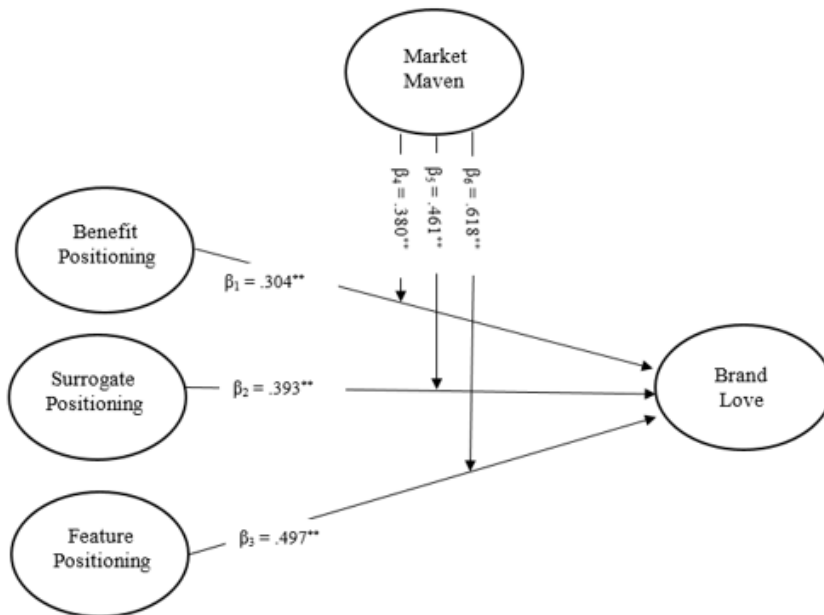 Market
Maven
β₄ = .380**
β₅ = .461**
β₆ = .618**
Benefit
Positioning
β₁ = .304**
Surrogate
Positioning
β₂ = .393**
Brand
Love
Feature
Positioning
β₃ = .497**